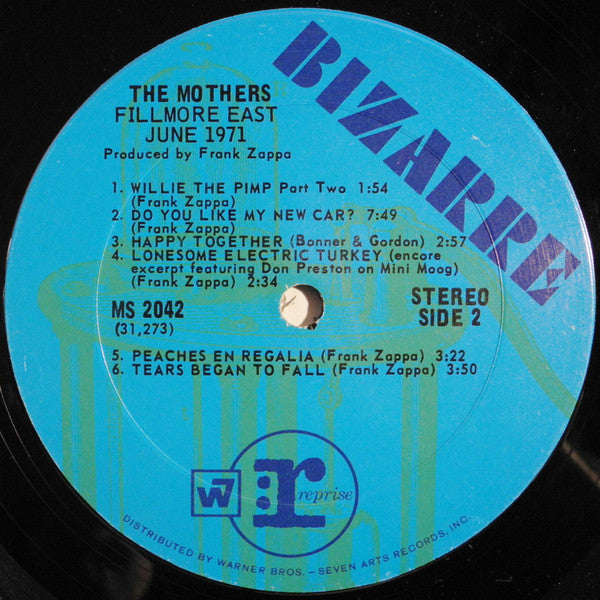 BIZARRE
THE MOTHERS
FILLMORE EAST
JUNE 1971
Produced by Frank Zappa
1. WILLIE THE PIMP Part Two 1:54
(Frank Zappa)
2. DO YOU LIKE MY NEW CAR? 7:49
(Frank Zappa)
3. HAPPY TOGETHER (Bonner & Gordon) 2:57
4. LONESOME ELECTRIC TURKEY (encore
excerpt featuring Don Preston on Mini Moog)
(Frank Zappa) 2:34
MS 2042
(31,273)
STEREO
SIDE 2
5. PEACHES EN REGALIA (Frank Zappa) 3:22
6. TEARS BEGAN TO FALL (Frank Zappa) 3:50
W7
r reprise
DISTRIBUTED BY WARNER BROS. – SEVEN ARTS RECORDS, INC.